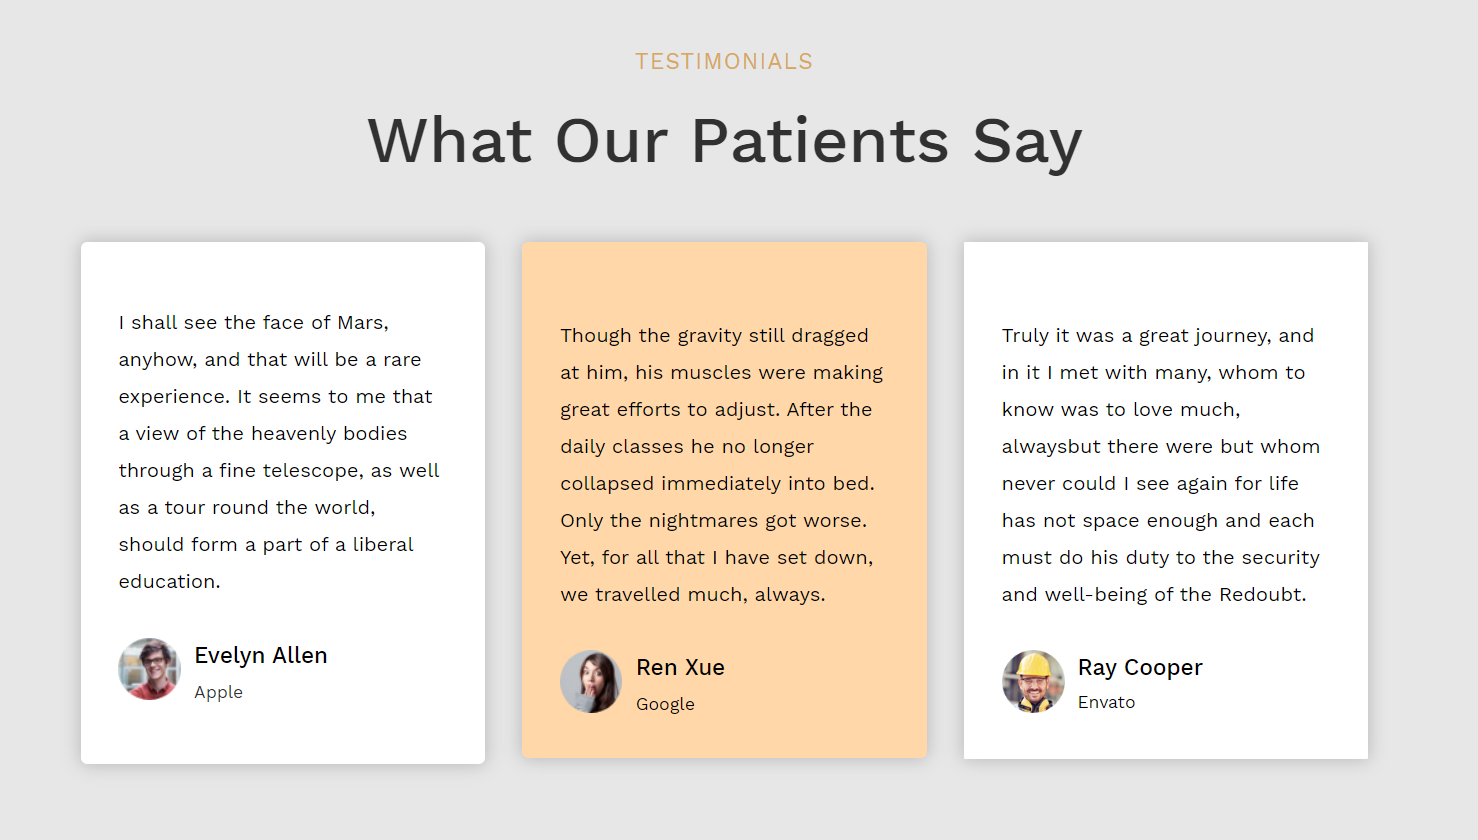 TESTIMONIALS
What Our Patients Say
I shall see the face of Mars,
anyhow, and that will be a rare
experience. It seems to me that
a view of the heavenly bodies
through a fine telescope, as well
as a tour round the world,
should form a part of a liberal
education.
Evelyn Allen
Apple
Though the gravity still dragged
at him, his muscles were making
great efforts to adjust. After the
daily classes he no longer
collapsed immediately into bed.
Only the nightmares got worse.
Yet, for all that I have set down,
we travelled much, always.
Ren Xue
Google
Truly it was a great journey, and
in it I met with many, whom to
know was to love much,
alwaysbut there were but whom
never could I see again for life
has not space enough and each
must do his duty to the security
and well-being of the Redoubt.
Ray Cooper
Envato